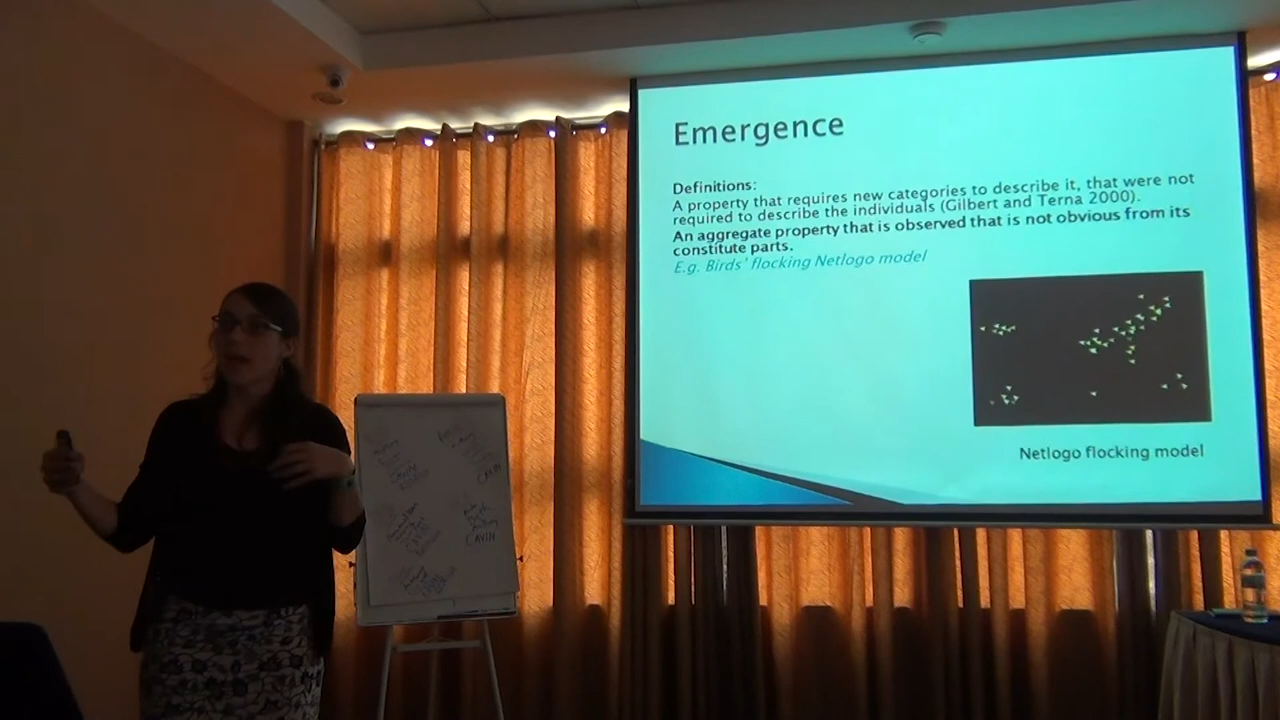 Emergence
Definitions:
A property that requires new categories to describe it, that were not
required to describe the individuals (Gilbert and Terna 2000).
An aggregate property that is observed that is not obvious from its
constitute parts.
E.g. Birds' flocking Netlogo model
Netlogo flocking model
CAVIN
CAVIN